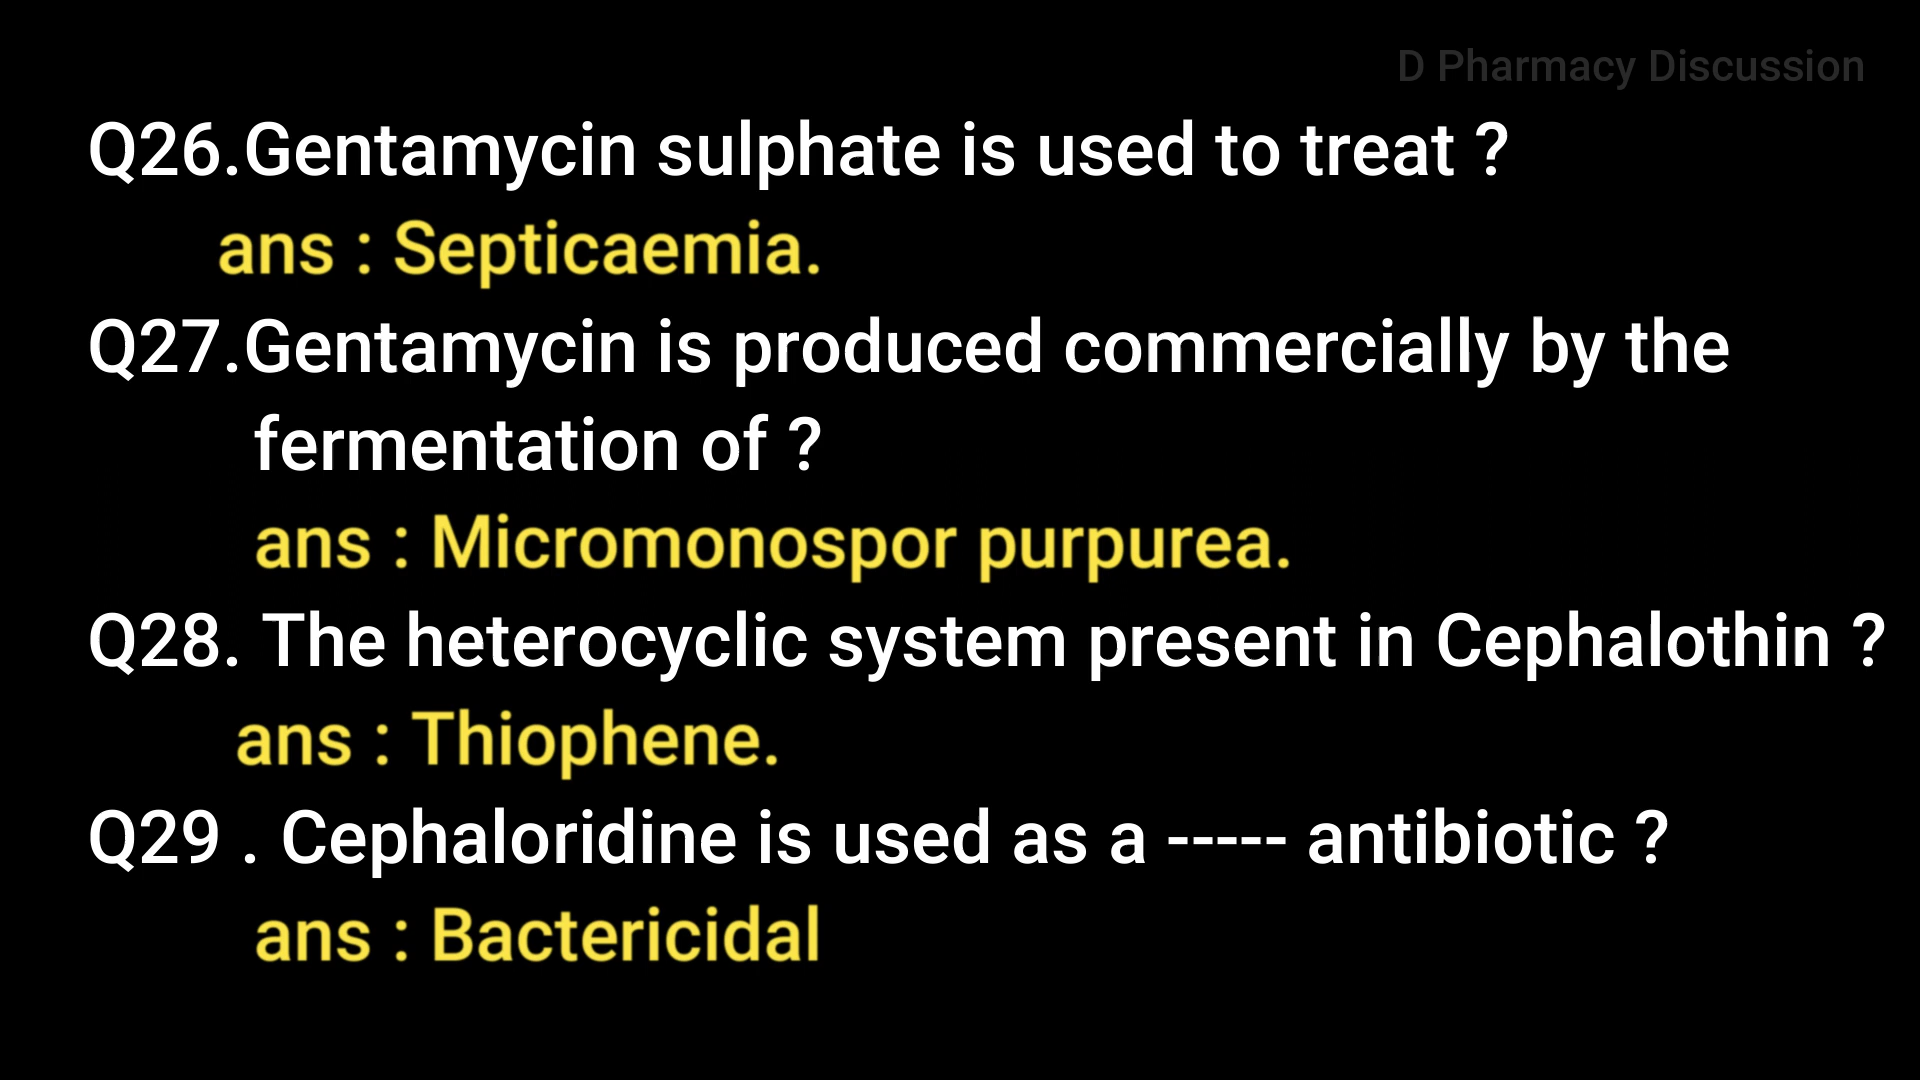 D Pharmacy Discussion
Q26.Gentamycin sulphate is used to treat ?
ans : Septicaemia.
Q27.Gentamycin is produced commercially by the
fermentation of ?
ans : Micromonospor purpurea.
Q28. The heterocyclic system present in Cephalothin ?
ans : Thiophene.
Q29 . Cephaloridine is used as a ----- antibiotic ?
ans : Bactericidal